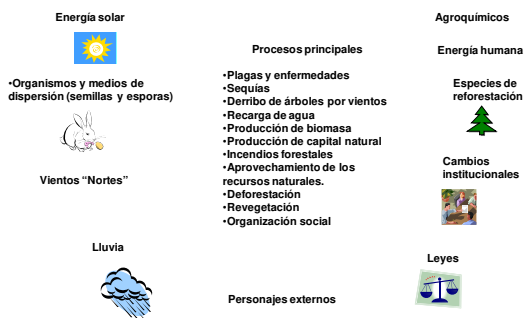 Energía solar
•Organismos y medios de
dispersión (semillas y esporas)
Vientos “Nortes”
Lluvia
Procesos principales
•Plagas y enfermedades
•Sequías
•Derribo de árboles por vientos
•Recarga de agua
•Producción de biomasa
•Producción de capital natural
•Incendios forestales
•Aprovechamiento de los
recursos naturales.
•Deforestación
•Revegetación
•Organización social
Personajes externos
Agroquímicos
Energía humana
Especies de
reforestación
Cambios
institucionales
Leyes